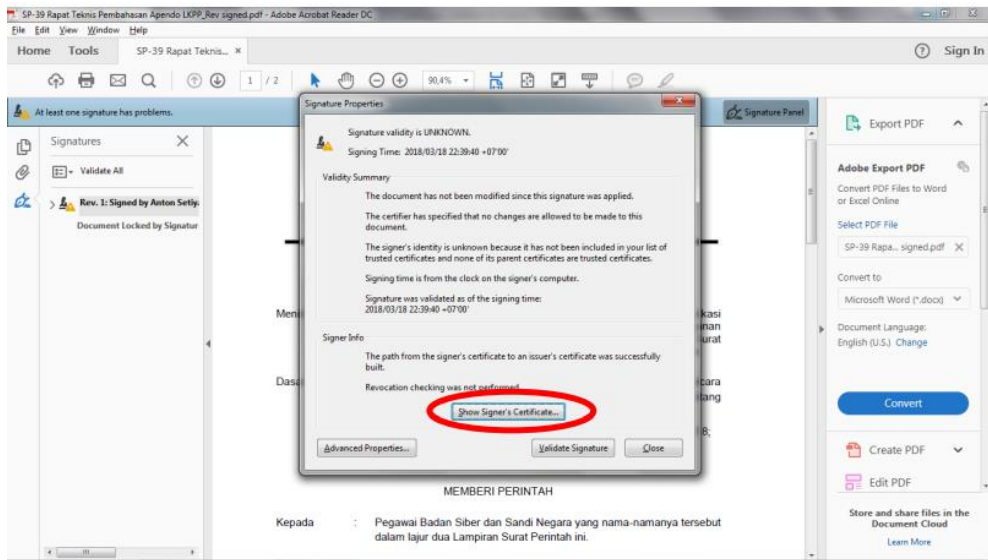 SP-39 Rapat Teknis Pembahasan Apendo LKPP_Rev signed.pdf - Adobe Acrobat Reader DC
File Edit View Window Help
Home Tools SP-39 Rapat Teknis... × Sign In
1 / 2 90,4%
At least one signature has problems. Signature Panel
Signatures
Validate All
Rev. 1: Signed by Anton Setiy
Document Locked by Signatur
Signature Properties
Signature validity is UNKNOWN.
Signing Time: 2018/03/18 22:39:40 +07'00'
Validity Summary
The document has not been modified since this signature was applied.
The certifier has specified that no changes are allowed to be made to this
document.
The signer's identity is unknown because it has not been included in your list of
trusted certificates and none of its parent certificates are trusted certificates.
Signing time is from the clock on the signer's computer.
Signature was validated as of the signing time:
2018/03/18 22:39:40 +07'00'
Signer Info
The path from the signer's certificate to an issuer's certificate was successfully
built.
Revocation checking was not performed
Show Signer's Certificate...
Advanced Properties... Validate Signature Close
Meni
kasi
nan
urat
Dasa
cara
tang
8;
MEMBERI PERINTAH
Kepada : Pegawai Badan Siber dan Sandi Negara yang nama-namanya tersebut
dalam lajur dua Lampiran Surat Perintah ini.
Export PDF
Adobe Export PDF
Convert PDF Files to Word
or Excel Online
Select PDF File
SP-39 Rapa... signed.pdf ×
Convert to
Microsoft Word (*.docx)
Document Language:
English (U.S.) Change
Convert
Create PDF
Edit PDF
Store and share files in the
Document Cloud
Learn More